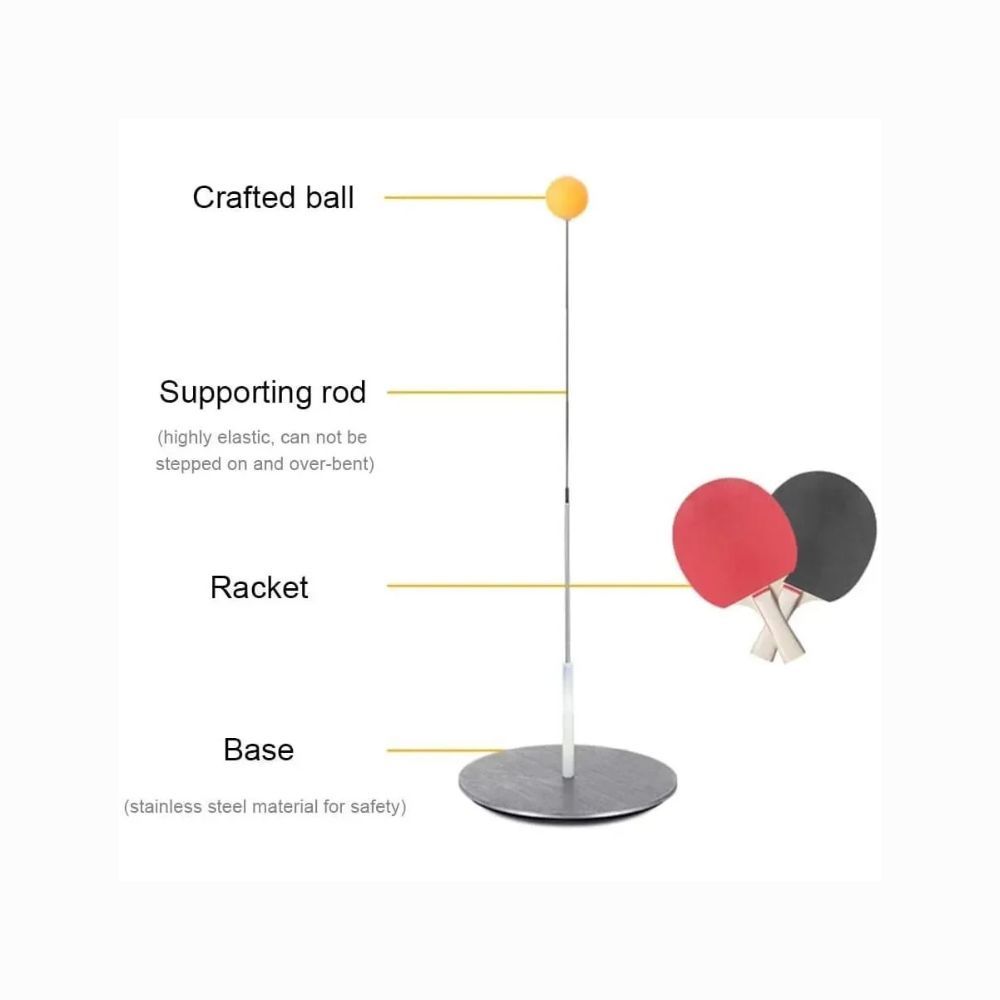 Crafted ball
Supporting rod
(highly elastic, can not be
stepped on and over-bent)
Racket
Base
(stainless steel material for safety)